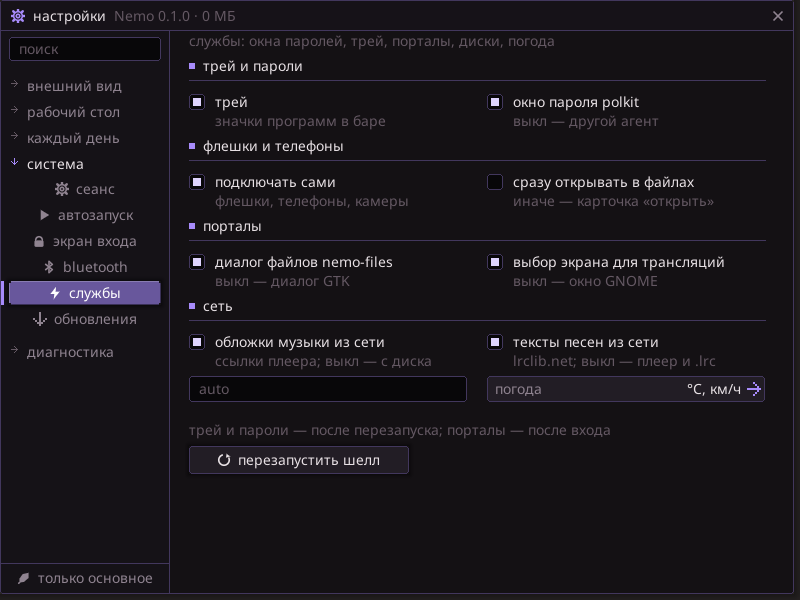 настройки Nemo 0.1.0 · 0 МБ
поиск
внешний вид
рабочий стол
каждый день
система
сеанс
автозапуск
экран входа
bluetooth
службы
обновления
диагностика
только основное
службы: окна паролей, трей, порталы, диски, погода
трей и пароли
трей
значки программ в баре
окно пароля polkit
выкл — другой агент
флешки и телефоны
подключать сами
флешки, телефоны, камеры
сразу открывать в файлах
иначе — карточка «открыть»
порталы
диалог файлов nemo-files
выкл — диалог GTK
выбор экрана для трансляций
выкл — окно GNOME
сеть
обложки музыки из сети
ссылки плеера; выкл — с диска
тексты песен из сети
lrclib.net; выкл — плеер и .lrc
auto
погода °C, км/ч
трей и пароли — после перезапуска; порталы — после входа
перезапустить шелл